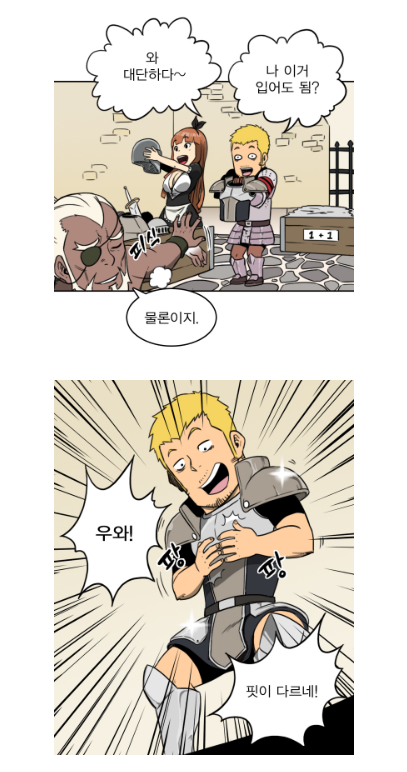 와
대단하다~
나 이거
입어도 됨?
피식
1 + 1
물론이지.
우와!
팡
팡
핏이 다르네!